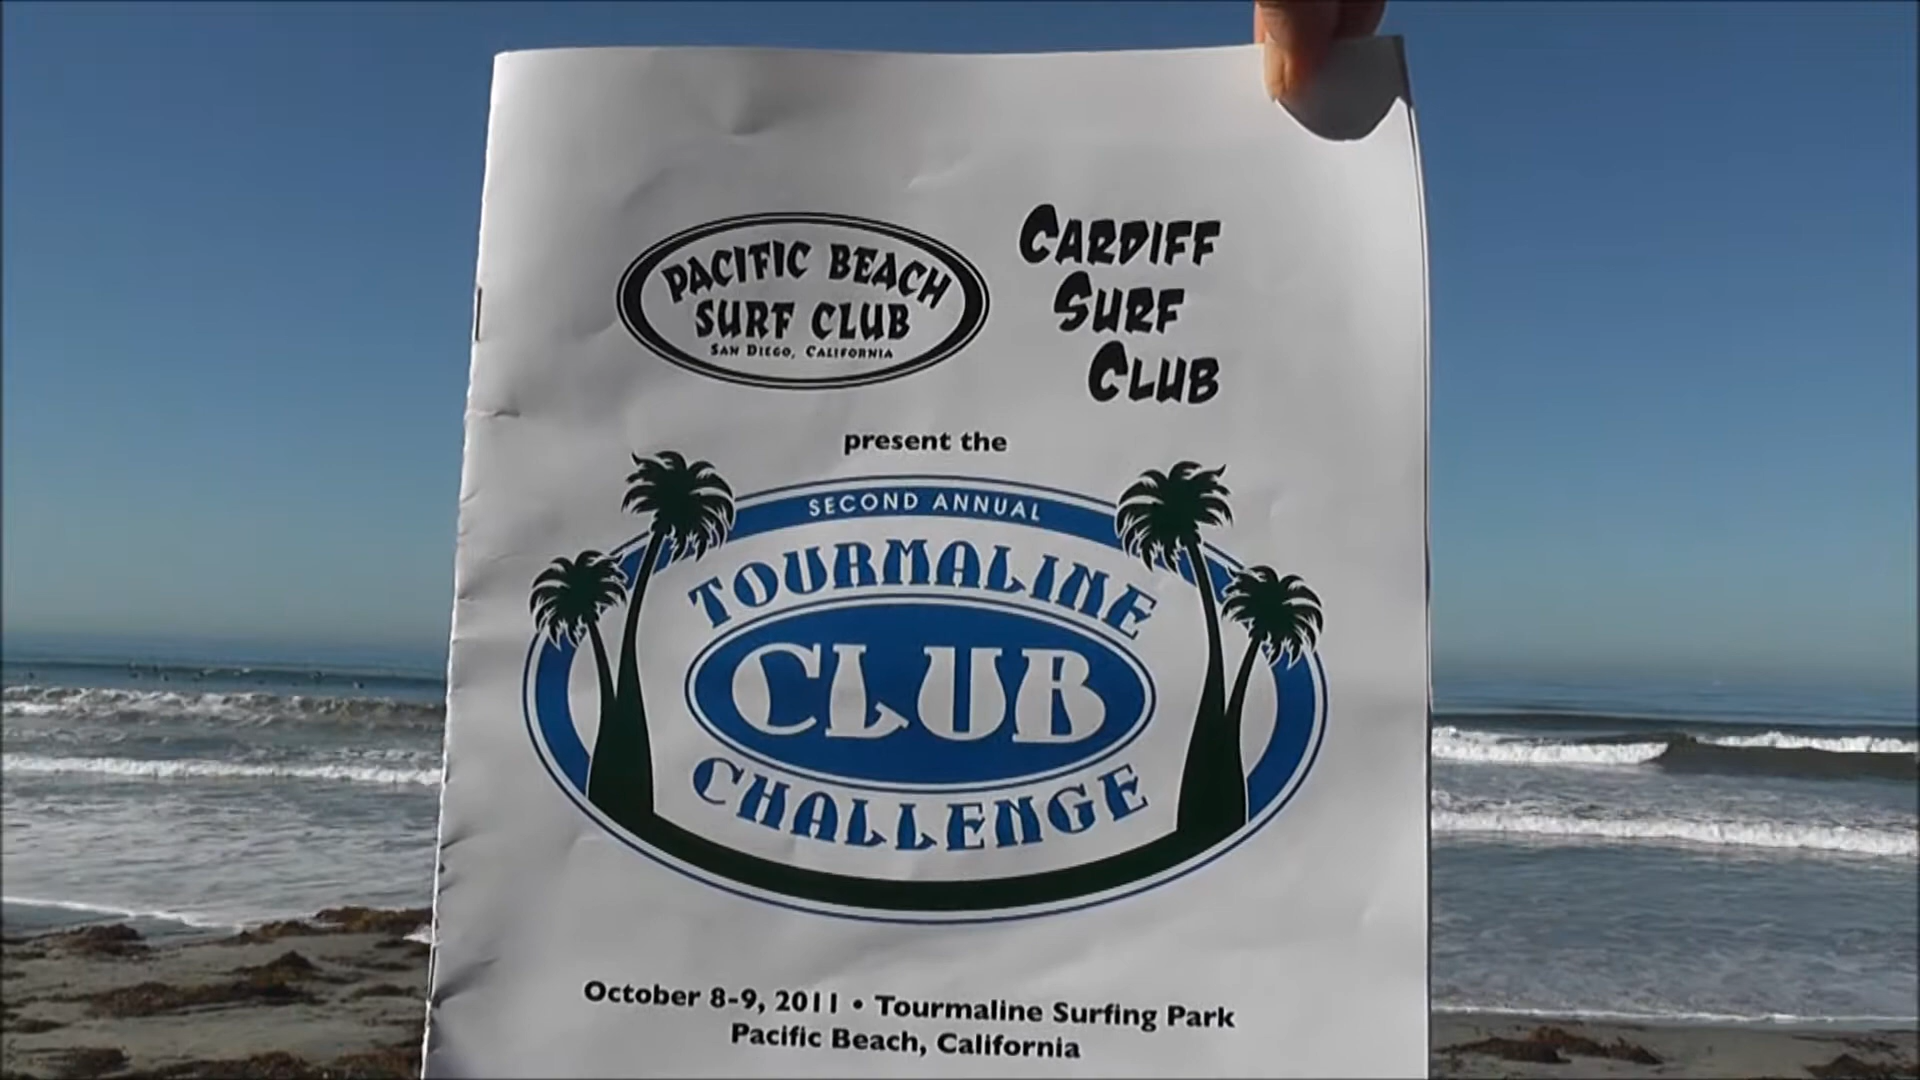 PACIFIC BEACH
SURF CLUB
SAN DIEGO, CALIFORNIA
CARDIFF
SURF
CLUB
present the
SECOND ANNUAL
TOURMALINE
CLUB
CHALLENGE
October 8-9, 2011 • Tourmaline Surfing Park
Pacific Beach, California